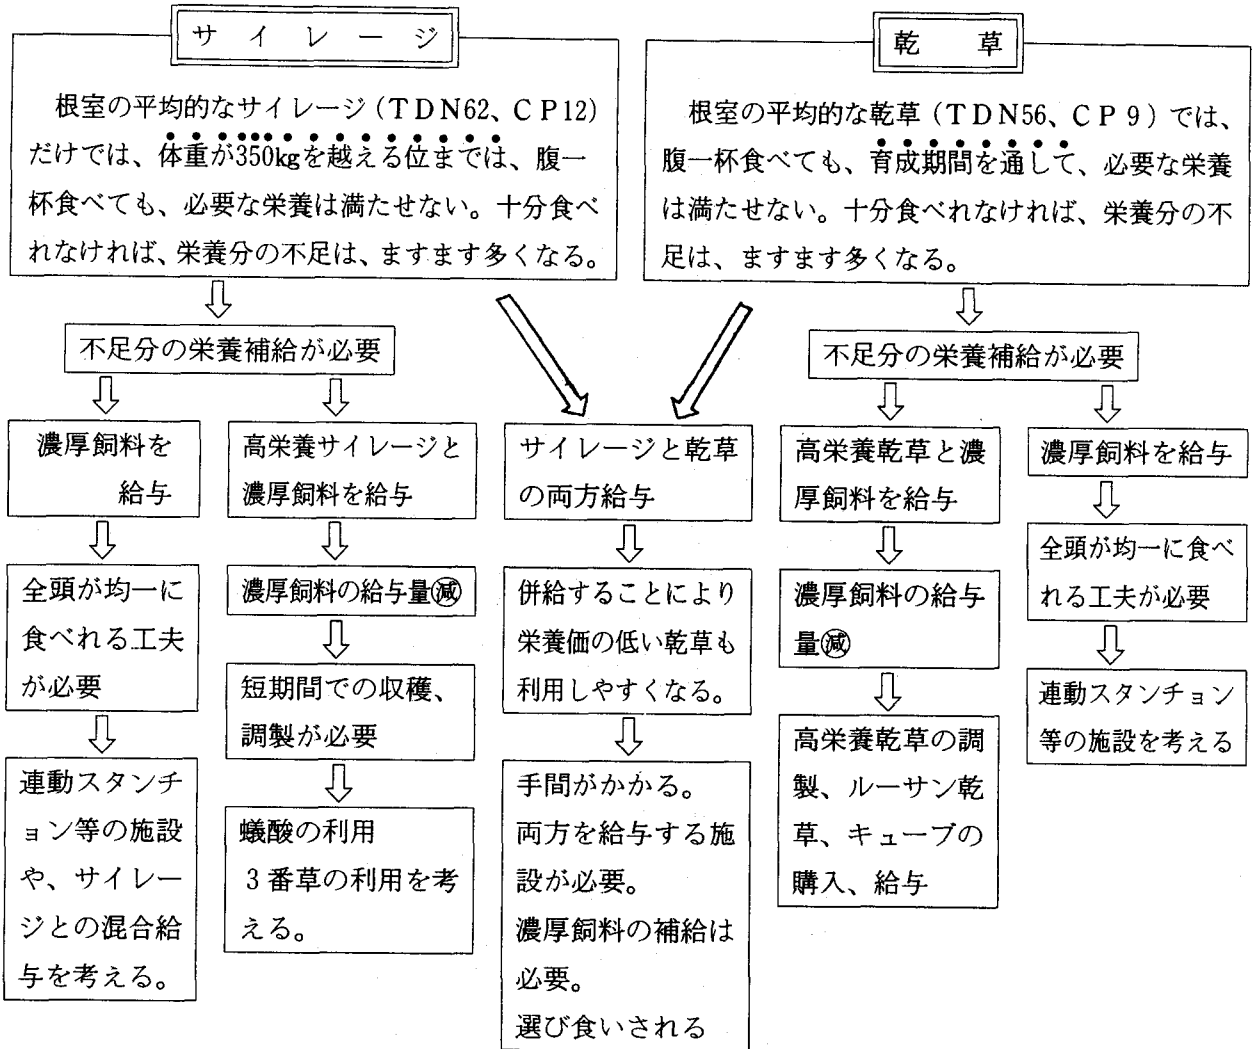 サイレージ
根室の平均的なサイレージ（TDN62、CP12）
だけでは、体重が350kgを越える位までは、腹一
杯食べても、必要な栄養は満たせない。十分食べ
れなければ、栄養分の不足は、ますます多くなる。
乾草
根室の平均的な乾草（TDN56、CP9）では、
腹一杯食べても、育成期間を通して、必要な栄養
は満たせない。十分食べれなければ、栄養分の不
足は、ますます多くなる。
不足分の栄養補給が必要
濃厚飼料を
給与
全頭が均一に
食べれる工夫
が必要
連動スタンチ
ョン等の施設
や、サイレー
ジとの混合給
与を考える。
高栄養サイレージと
濃厚飼料を給与
濃厚飼料の給与量㊀減
短期間での収穫、
調製が必要
蟻酸の利用
3番草の利用を考
える。
サイレージと乾草
の両方給与
併給することにより
栄養価の低い乾草も
利用しやすくなる。
手間がかかる。
両方を給与する施
設が必要。
濃厚飼料の補給は
必要。
選び食いされる
不足分の栄養補給が必要
高栄養乾草と濃
厚飼料を給与
濃厚飼料の給与
量減
高栄養乾草の調
製、ルーサン乾
草、キューブの
購入、給与
濃厚飼料を給与
全頭が均一に食べ
れる工夫が必要
連動スタンチョン
等の施設を考える